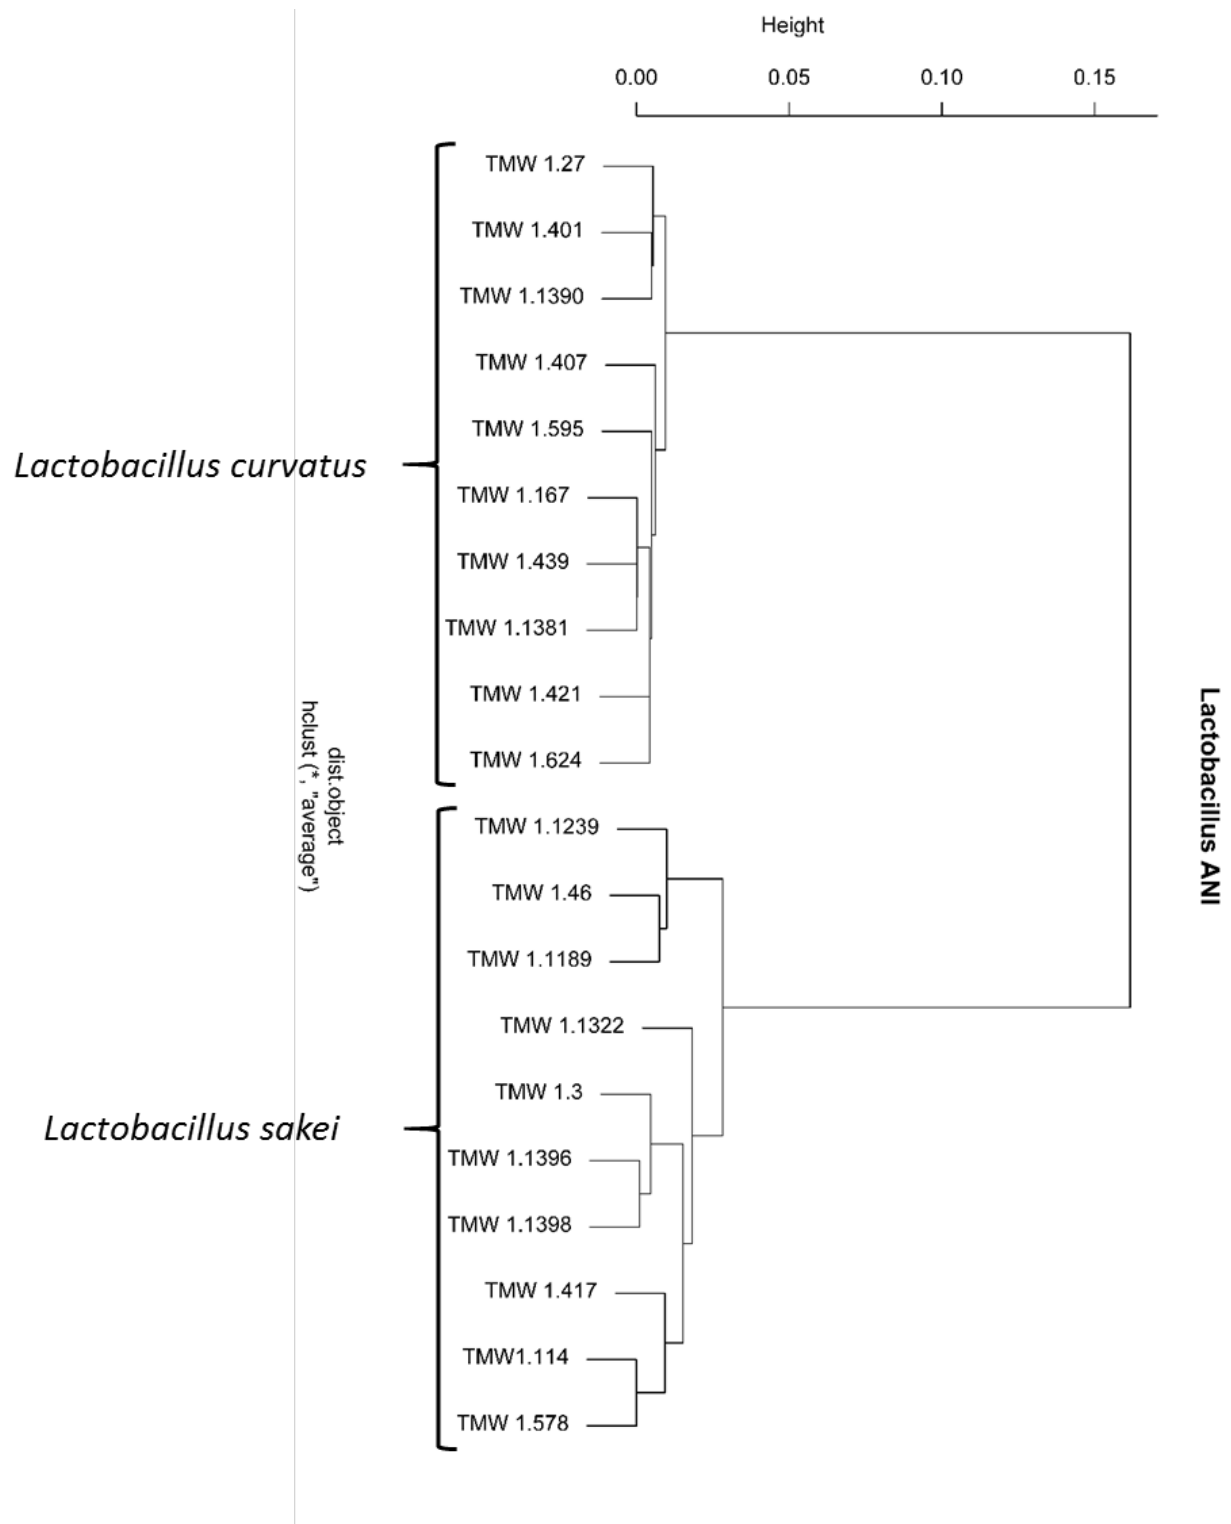 Height
0.00 0.05 0.10 0.15
TMW 1.27
TMW 1.401
TMW 1.1390
TMW 1.407
TMW 1.595
Lactobacillus curvatus
TMW 1.167
TMW 1.439
TMW 1.1381
TMW 1.421
TMW 1.624
dist.object
hclust (*, "average")
Lactobacillus ANI
TMW 1.1239
TMW 1.46
TMW 1.1189
TMW 1.1322
TMW 1.3
Lactobacillus sakei
TMW 1.1396
TMW 1.1398
TMW 1.417
TMW1.114
TMW 1.578